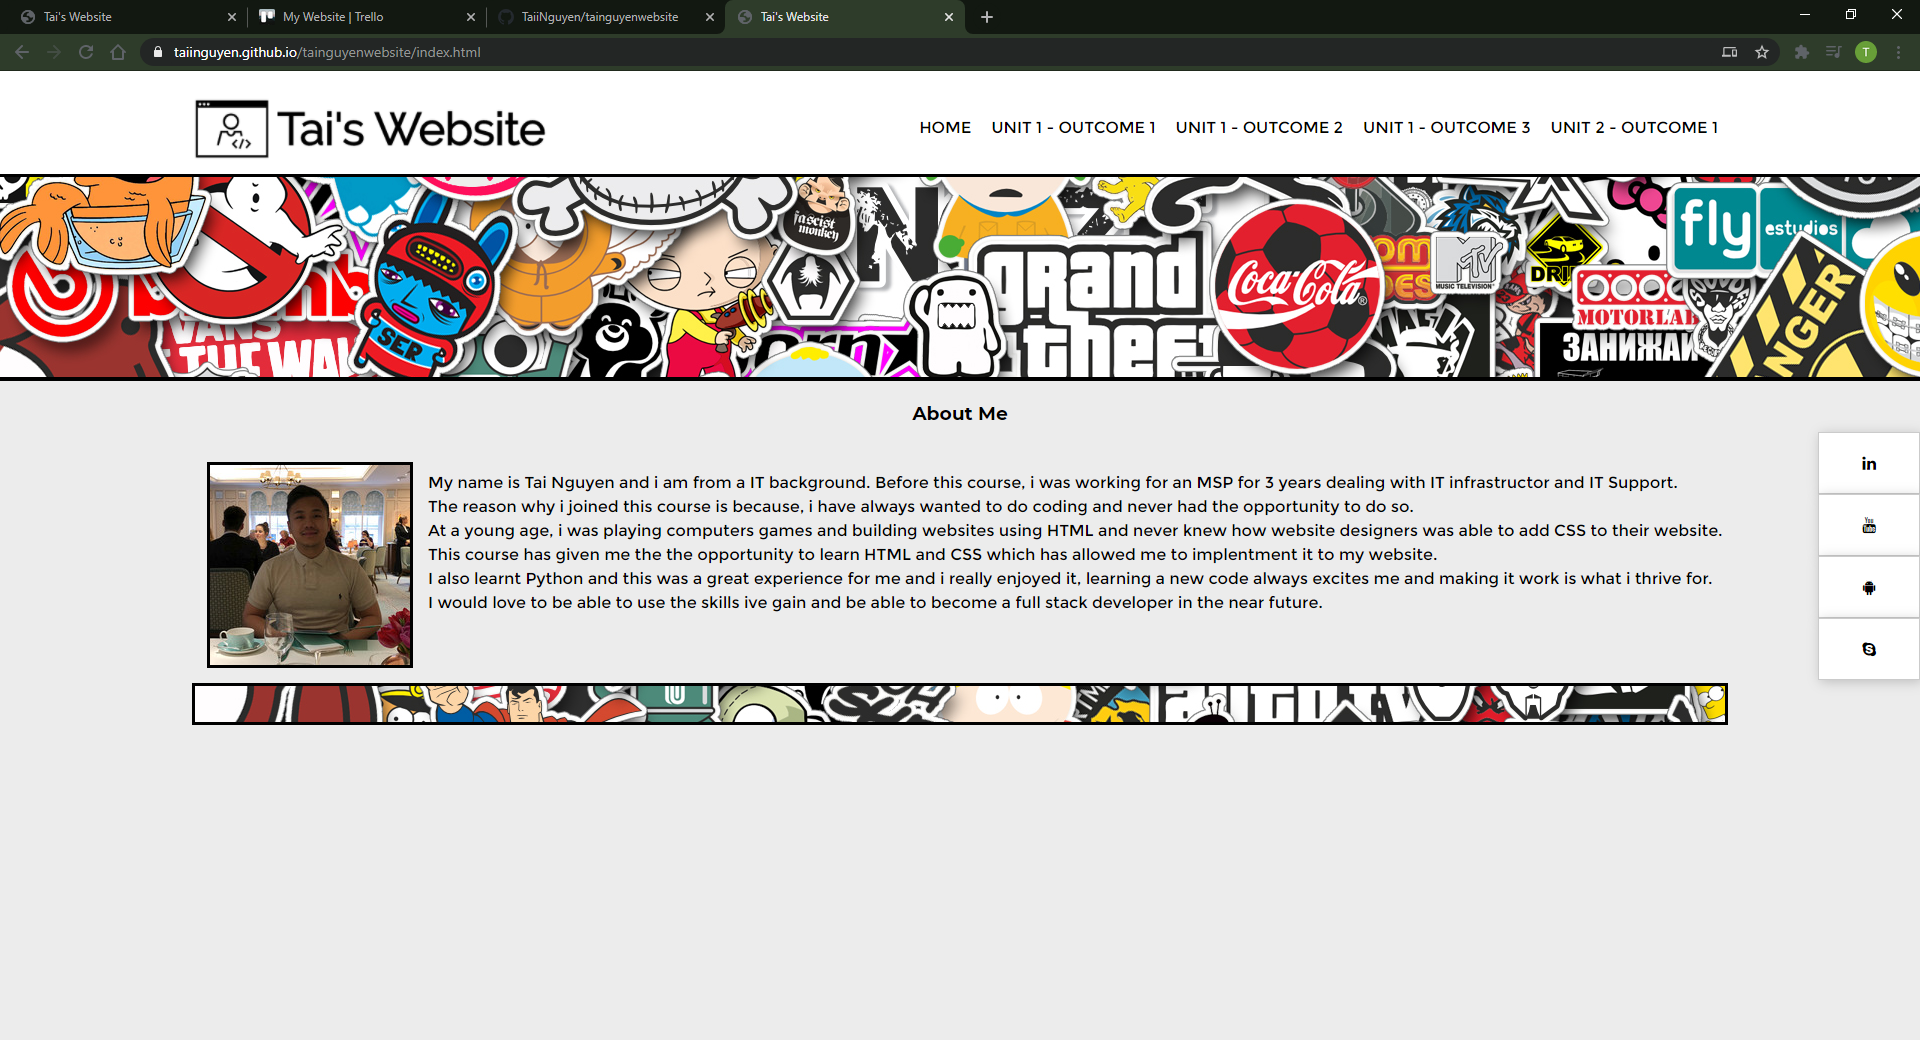 Tai's Website
My Website | Trello
TaiiNguyen/tainguyenwebsite
Tai's Website
taiinguyen.github.io/tainguyenwebsite/index.html
T
Tai's Website
HOME
UNIT 1 - OUTCOME 1
UNIT 1 - OUTCOME 2
UNIT 1 - OUTCOME 3
UNIT 2 - OUTCOME 1
fascist
monkey
fly
estudios
GRAND
Coca-Cola®
MTV
MUSIC TELEVISION®
VANS
SER
MOTORLAB
ЗАНИЖАЙ
About Me
My name is Tai Nguyen and i am from a IT background. Before this course, i was working for an MSP for 3 years dealing with IT infrastructor and IT Support.
The reason why i joined this course is because, i have always wanted to do coding and never had the opportunity to do so.
At a young age, i was playing computers games and building websites using HTML and never knew how website designers was able to add CSS to their website.
This course has given me the the opportunity to learn HTML and CSS which has allowed me to implentment it to my website.
I also learnt Python and this was a great experience for me and i really enjoyed it, learning a new code always excites me and making it work is what i thrive for.
I would love to be able to use the skills ive gain and be able to become a full stack developer in the near future.
in
You
Tube